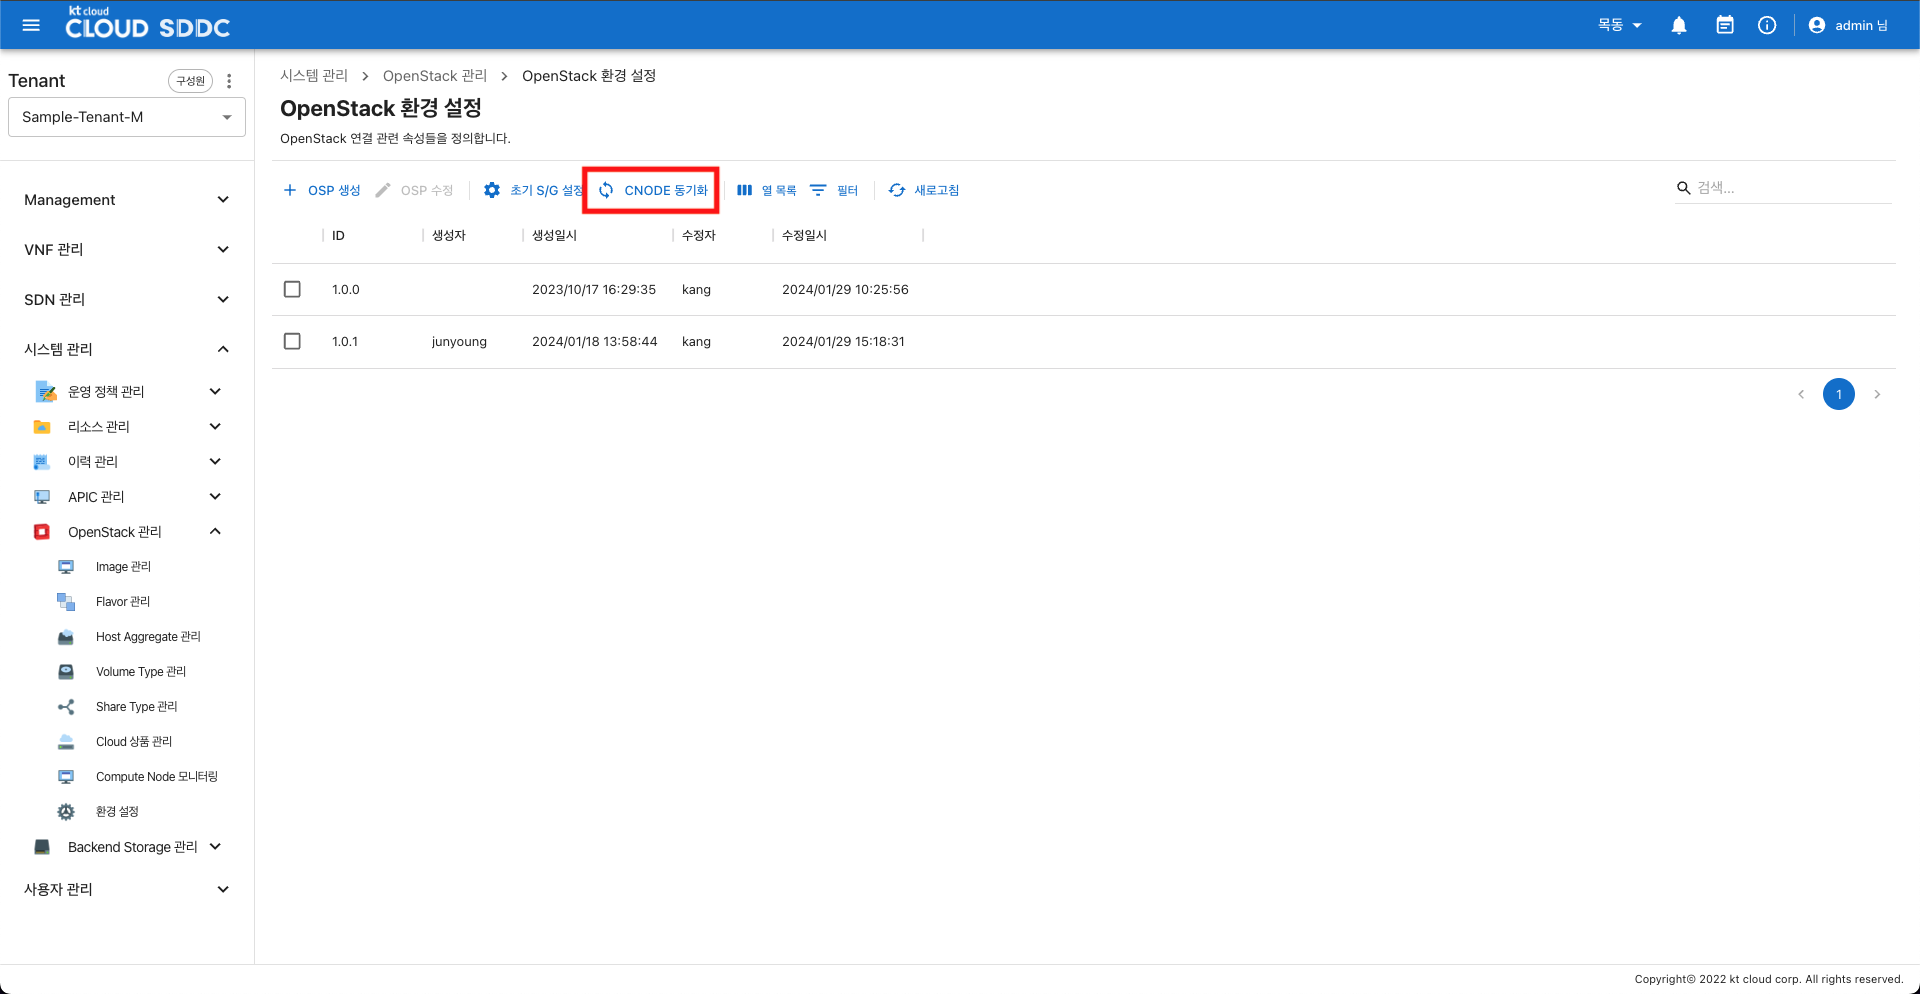 kt cloud
CLOUD SDDC
목동
admin 님
Tenant
구성원
Sample-Tenant-M
Management
VNF 관리
SDN 관리
시스템 관리
운영 정책 관리
리소스 관리
이력 관리
APIC 관리
OpenStack 관리
Image 관리
Flavor 관리
Host Aggregate 관리
Volume Type 관리
Share Type 관리
Cloud 상품 관리
Compute Node 모니터링
환경 설정
Backend Storage 관리
사용자 관리
시스템 관리 > OpenStack 관리 > OpenStack 환경 설정
OpenStack 환경 설정
OpenStack 연결 관련 속성들을 정의합니다.
OSP 생성 OSP 수정 초기 S/G 설정 CNODE 동기화 열 목록 필터 새로고침 검색...
ID 생성자 생성일시 수정자 수정일시
1.0.0 2023/10/17 16:29:35 kang 2024/01/29 10:25:56
1.0.1 junyoung 2024/01/18 13:58:44 kang 2024/01/29 15:18:31
1
Copyright© 2022 kt cloud corp. All rights reserved.